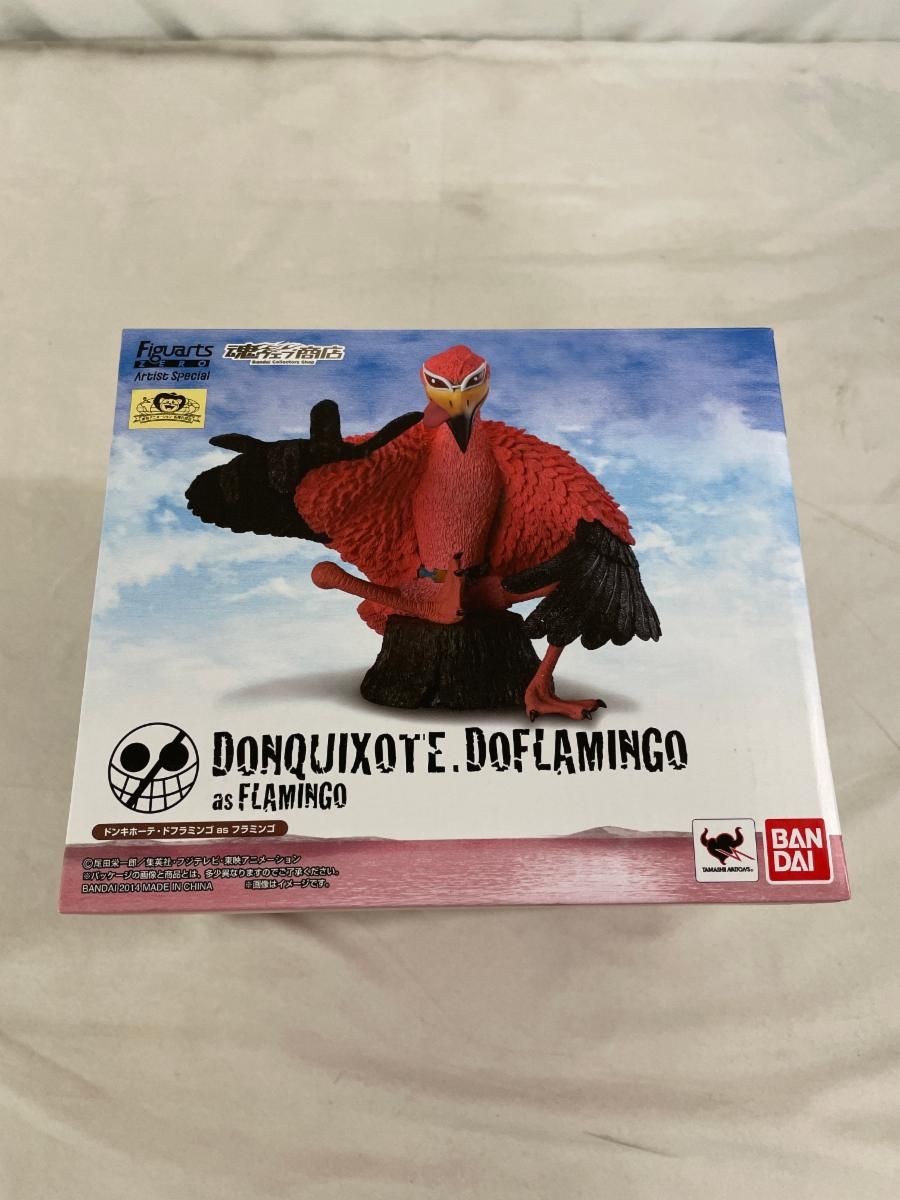 Figuarts
ZERO
Artist Special
魂ウェブ商店
Bandai Collectors Shop
DONQUIXOTE.DOFLAMINGO
as FLAMINGO
ドンキホーテ・ドフラミンゴ as フラミンゴ
©尾田栄一郎／集英社・フジテレビ・東映アニメーション
※パッケージの画像と商品とは、多少異なりますのでご了承ください。
BANDAI 2014 MADE IN CHINA ※画像はイメージです。
TAMASHII NATIONS®
BAN
DAI